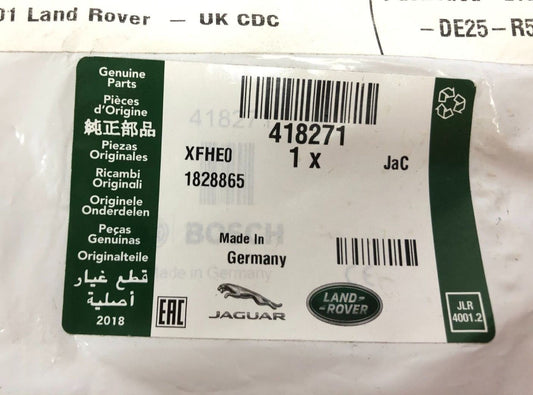 01 Land Rover – UK CDC
– DE25 – R5
Genuine
Parts
Pièces
d'Origine
純正部品
Piezas
Originales
Ricambi
Originali
Originele
Onderdelen
Peças
Genuinas
Originalteile
قطع غيار
أصلية
2018
418271
418271
XFHE0
1 X
JaC
1828865
BOSCH
Made In
Germany
Made in Germany
EAC
JAGUAR
LAND-
-ROVER
JLR
4001.2